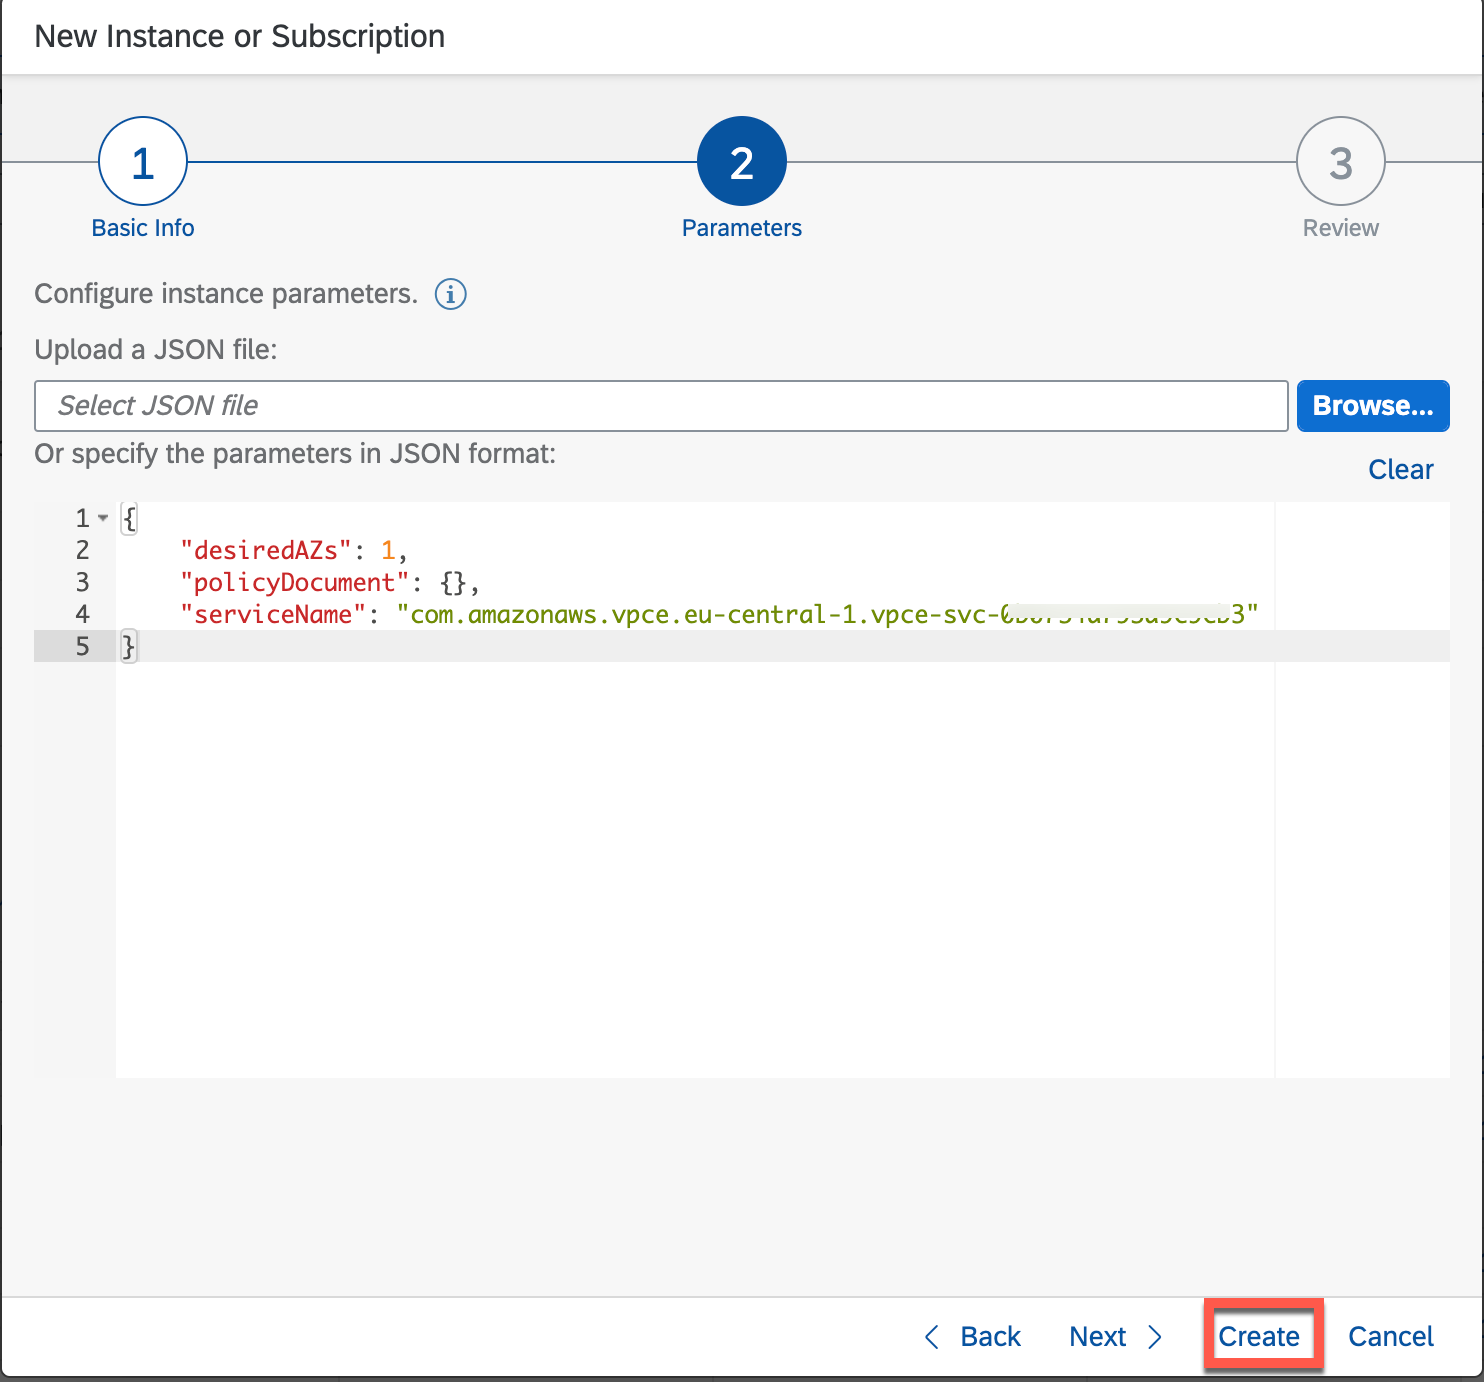 New Instance or Subscription
1
2
3
Basic Info
Parameters
Review
Configure instance parameters.
Upload a JSON file:
Select JSON file
Browse...
Or specify the parameters in JSON format:
Clear
1 {
2 "desiredAZs": 1,
3 "policyDocument": {},
4 "serviceName": "com.amazonaws.vpce.eu-central-1.vpce-svc-
5 }
Back
Next
Create
Cancel